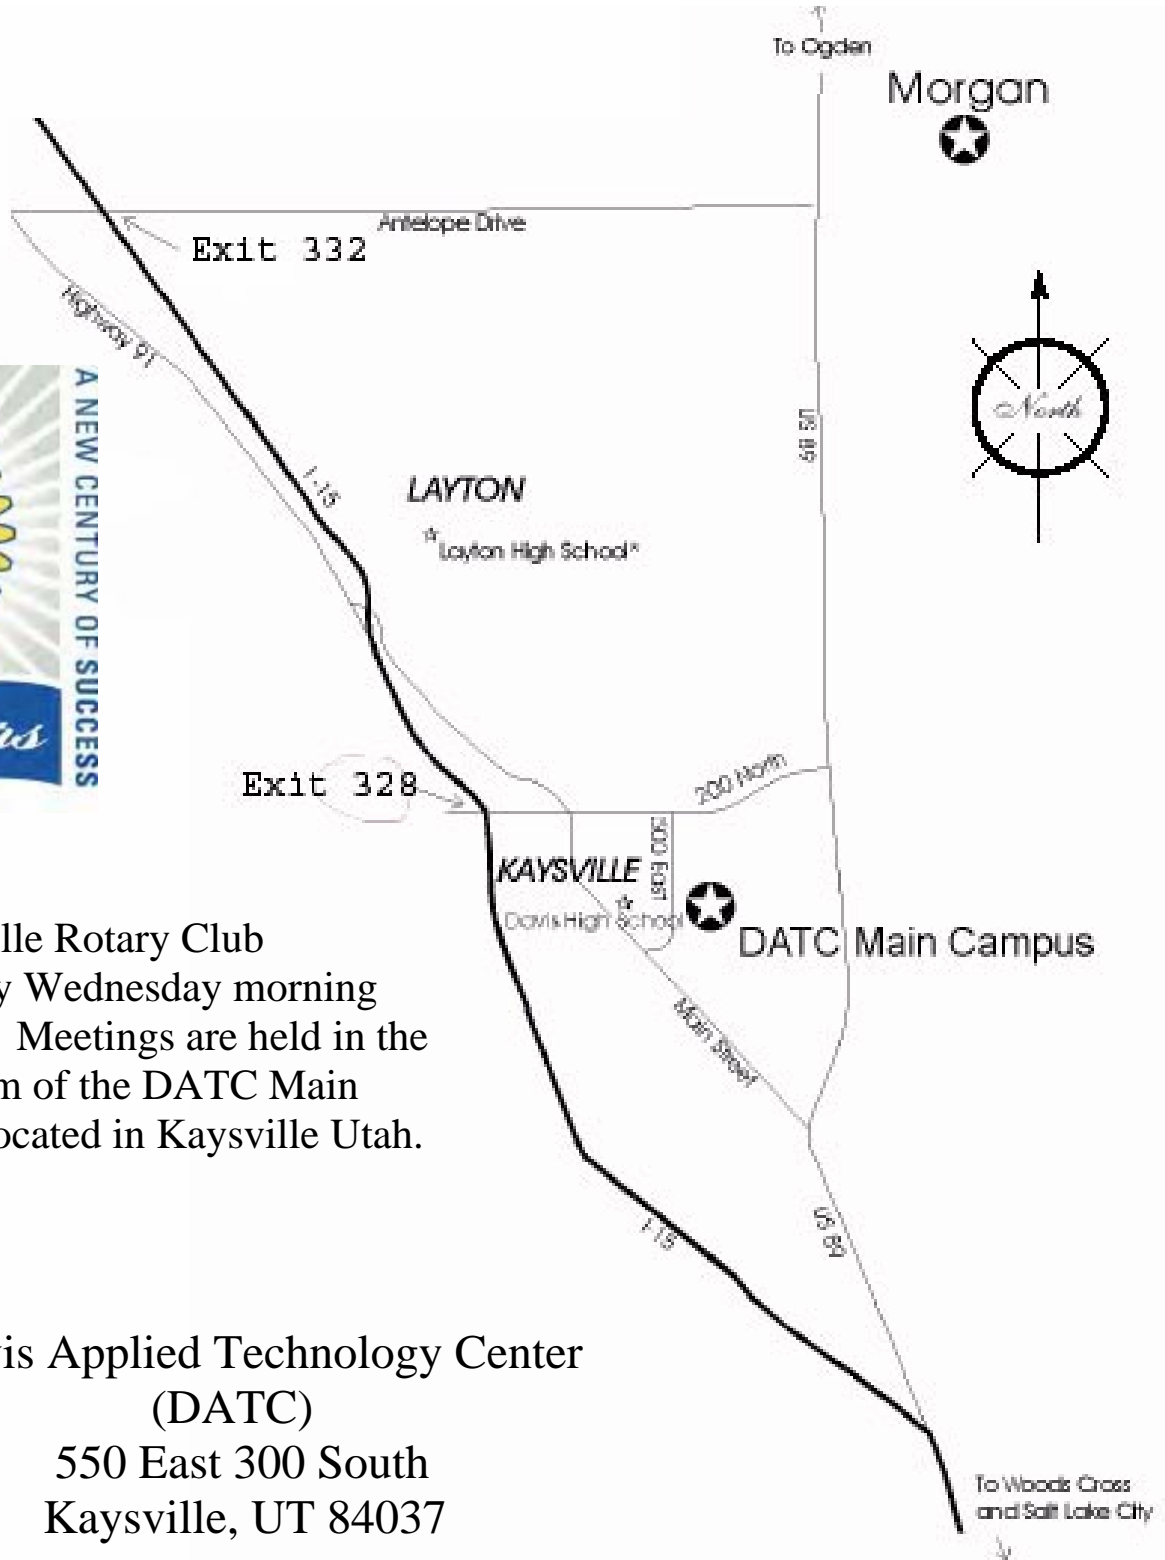 To Ogden
Morgan
Antelope Drive
Exit 332
Highway 91
North
US 89
A NEW CENTURY OF SUCCESS
I-15
LAYTON
Layton High School*
Exit 328
200 North
KAYSVILLE
Davis High School
DATC Main Campus
lle Rotary Club
y Wednesday morning
Meetings are held in the
m of the DATC Main
ocated in Kaysville Utah.
Main Street
I-15
US 89
is Applied Technology Center
(DATC)
550 East 300 South
Kaysville, UT 84037
To Woods Cross
and Salt Lake City